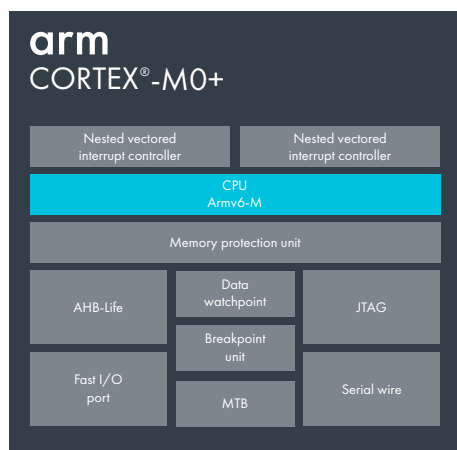 arm
CORTEX®-M0+
Nested vectored
interrupt controller
Nested vectored
interrupt controller
CPU
Armv6-M
Memory protection unit
AHB-Life
Data
watchpoint
JTAG
Breakpoint
unit
Fast I/O
port
MTB
Serial wire